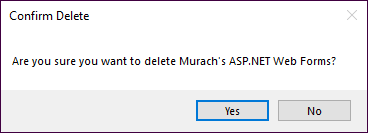 Confirm Delete
Are you sure you want to delete Murach's ASP.NET Web Forms?
Yes
No